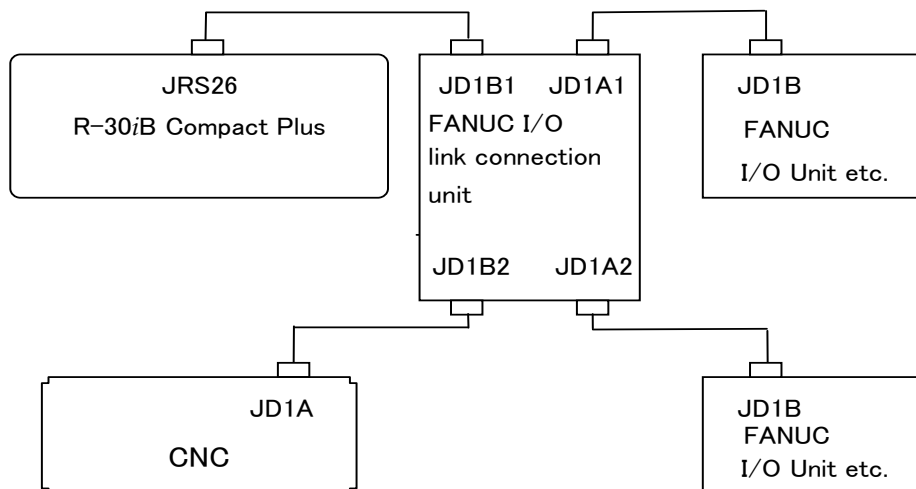 JRS26
R-30iB Compact Plus
JD1B1 JD1A1
FANUC I/O
link connection
unit
JD1B2 JD1A2
JD1B
FANUC
I/O Unit etc.
JD1A
CNC
JD1B
FANUC
I/O Unit etc.